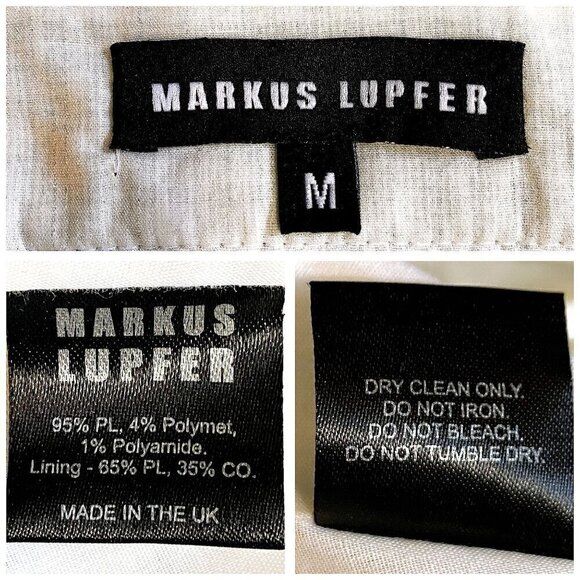 MARKUS LUPFER
M
MARKUS
LUPFER
95% PL, 4% Polymet,
1% Polyamide.
Lining - 65% PL, 35% CO.
MADE IN THE UK
DRY CLEAN ONLY.
DO NOT IRON.
DO NOT BLEACH.
DO NOT TUMBLE DRY.